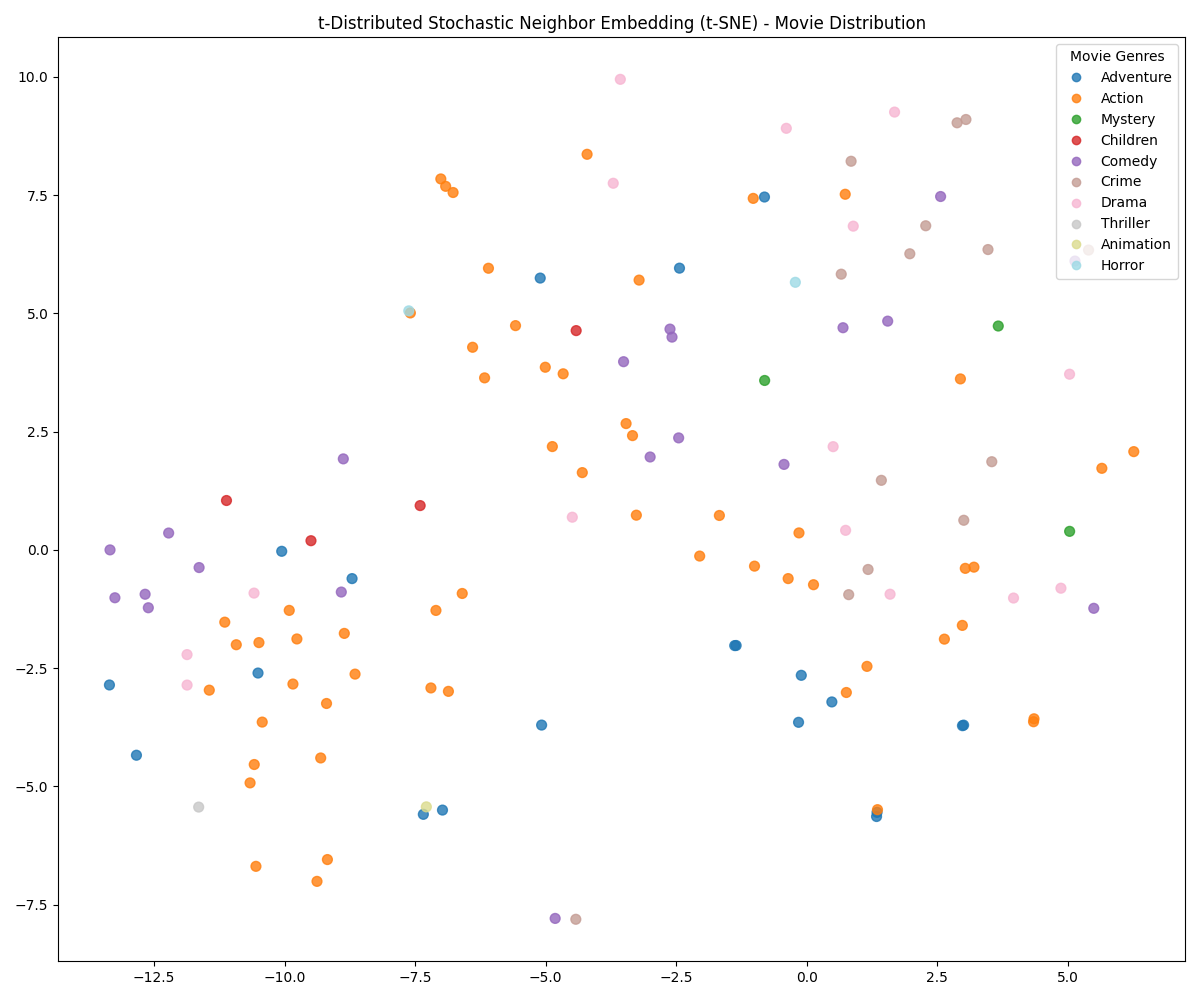 t-Distributed Stochastic Neighbor Embedding (t-SNE) - Movie Distribution
10.0
7.5
5.0
2.5
0.0
−2.5
−5.0
−7.5
−12.5
−10.0
−7.5
−5.0
−2.5
0.0
2.5
5.0
Movie Genres
Adventure
Action
Mystery
Children
Comedy
Crime
Drama
Thriller
Animation
Horror